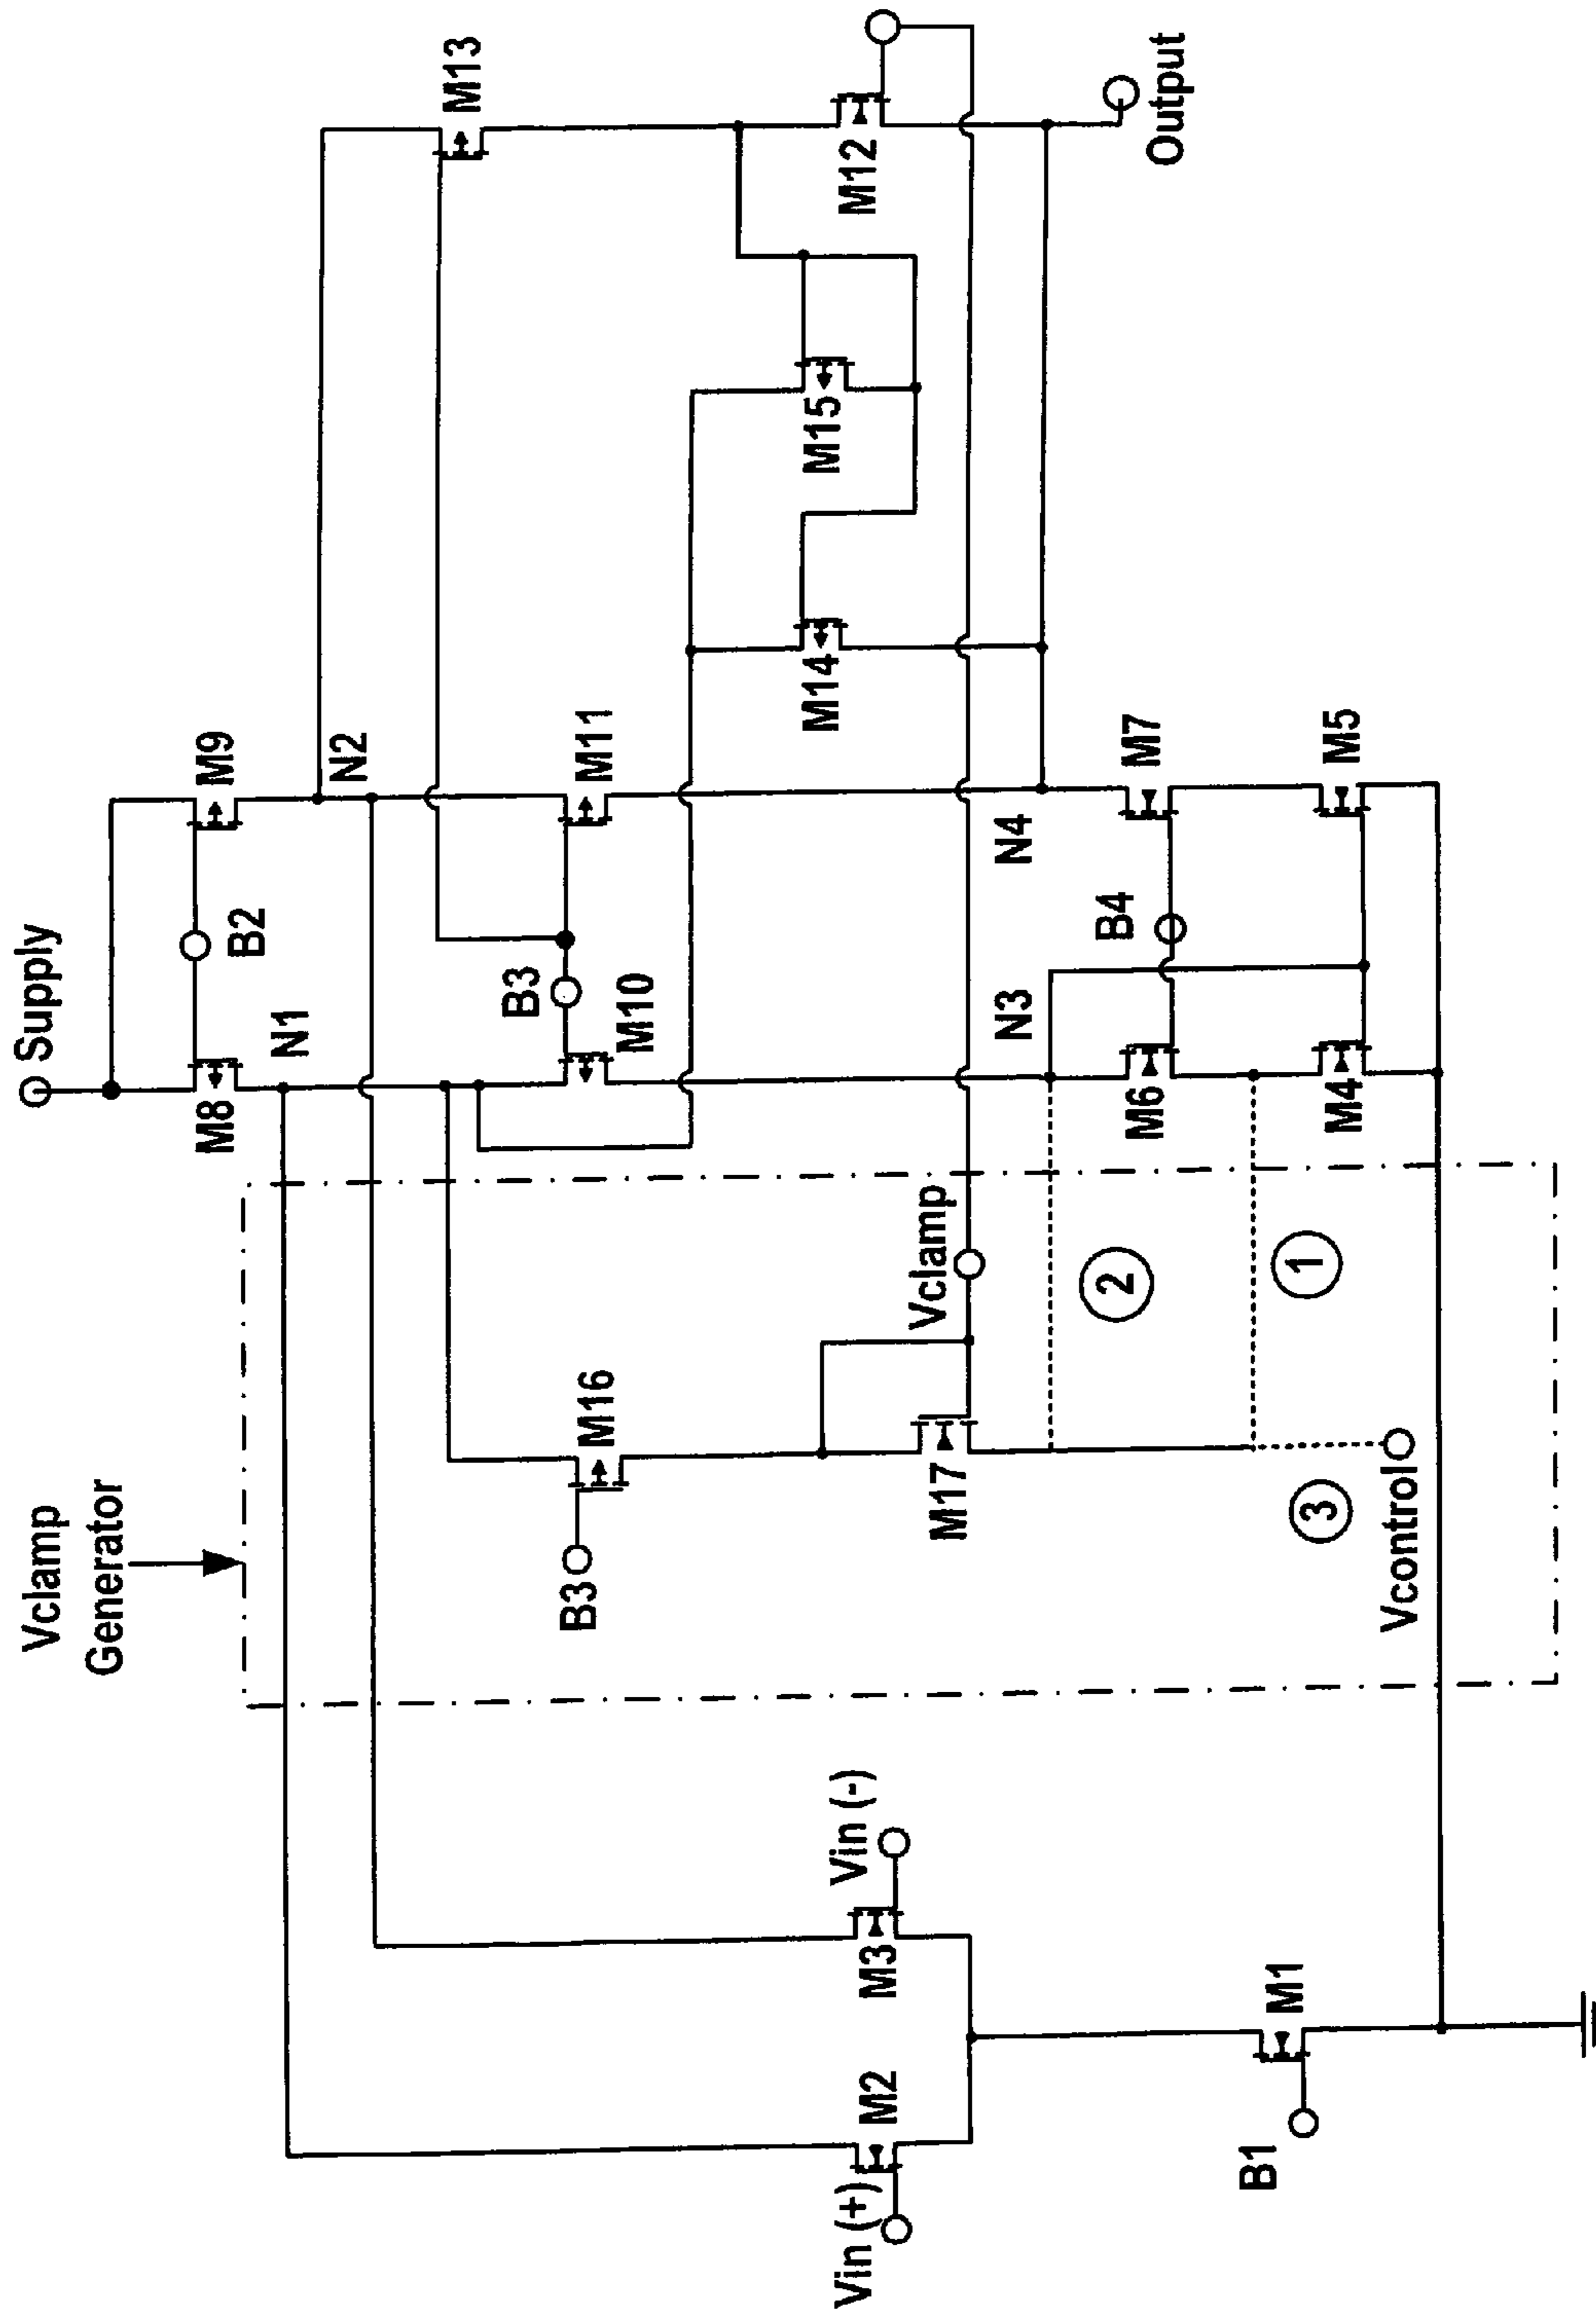 Supply
Vclamp
Generator
M8
M9
B2
N1
N2
M13
B3
M10
M11
B3
M16
M14
M15
M12
Vin (+)
M2
M3
Vin (-)
M17
Vclamp
N3
N4
Output
2
B4
M6
M7
B1
M1
3
1
M4
M5
Vcontrol